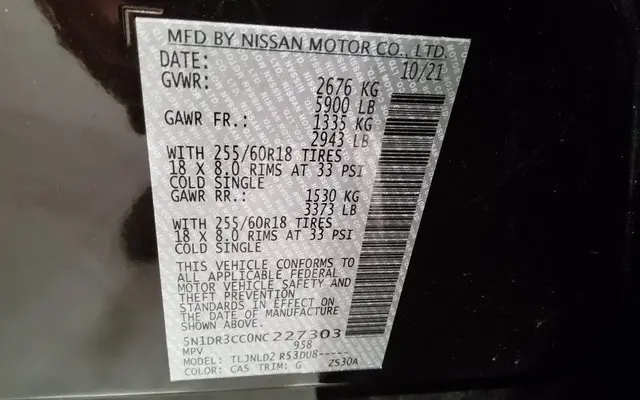 MFD BY NISSAN MOTOR CO., LTD.
DATE: 10/21
GVWR: 2676 KG
5900 LB
GAWR FR.: 1335 KG
2943 LB
WITH 255/60R18 TIRES
18 X 8.0 RIMS AT 33 PSI
COLD SINGLE
GAWR RR.: 1530 KG
3373 LB
WITH 255/60R18 TIRES
18 X 8.0 RIMS AT 33 PSI
COLD SINGLE
THIS VEHICLE CONFORMS TO
ALL APPLICABLE FEDERAL
MOTOR VEHICLE SAFETY AND
THEFT PREVENTION
STANDARDS IN EFFECT ON
THE DATE OF MANUFACTURE
SHOWN ABOVE.
5N1DR3CC0NC227303
MPV 958
MODEL: TLJNLD2 R53DU8-----
COLOR: CAS TRIM: G ZS30A